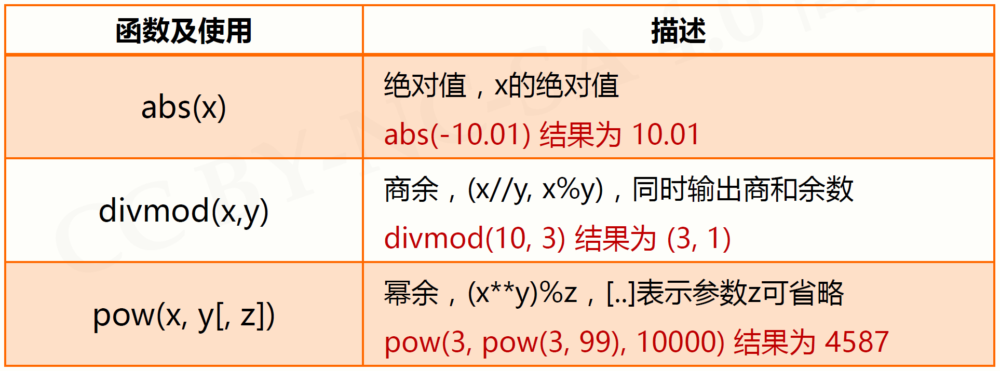 函数及使用
描述
abs(x)
绝对值，x的绝对值
abs(-10.01) 结果为 10.01
divmod(x,y)
商余，(x//y, x%y)，同时输出商和余数
divmod(10, 3) 结果为 (3, 1)
pow(x, y[, z])
幂余，(x**y)%z，[..]表示参数z可省略
pow(3, pow(3, 99), 10000) 结果为 4587
CC BY-NC-SA 4.0